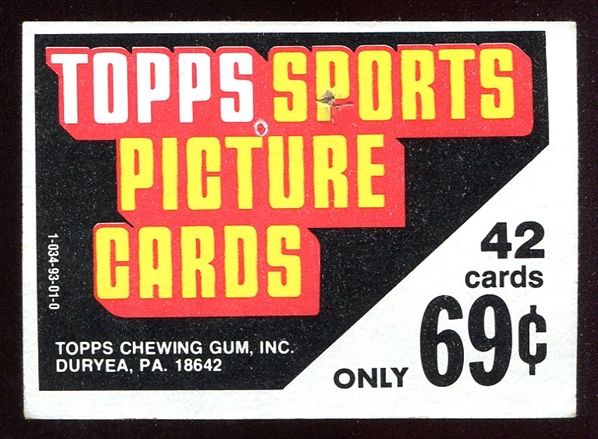 TOPPS SPORTS
PICTURE
CARDS
1-034-93-01-0
42
cards
ONLY 69¢
TOPPS CHEWING GUM, INC.
DURYEA, PA. 18642